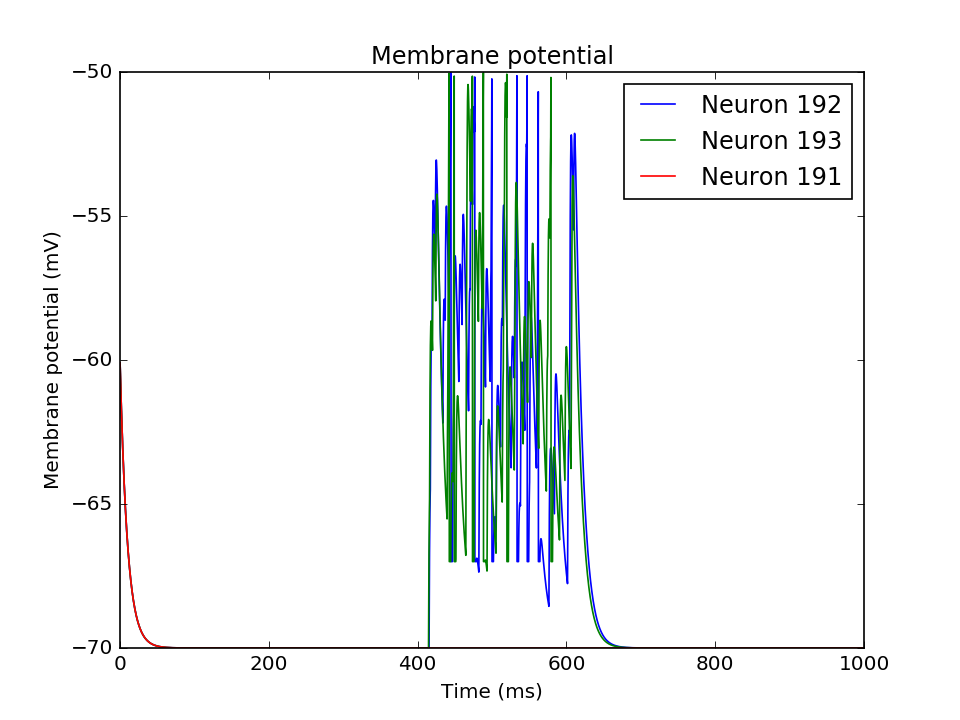 Membrane potential
Membrane potential (mV)
−50
−55
−60
−65
−70
Neuron 192
Neuron 193
Neuron 191
0 200 400 600 800 1000
Time (ms)